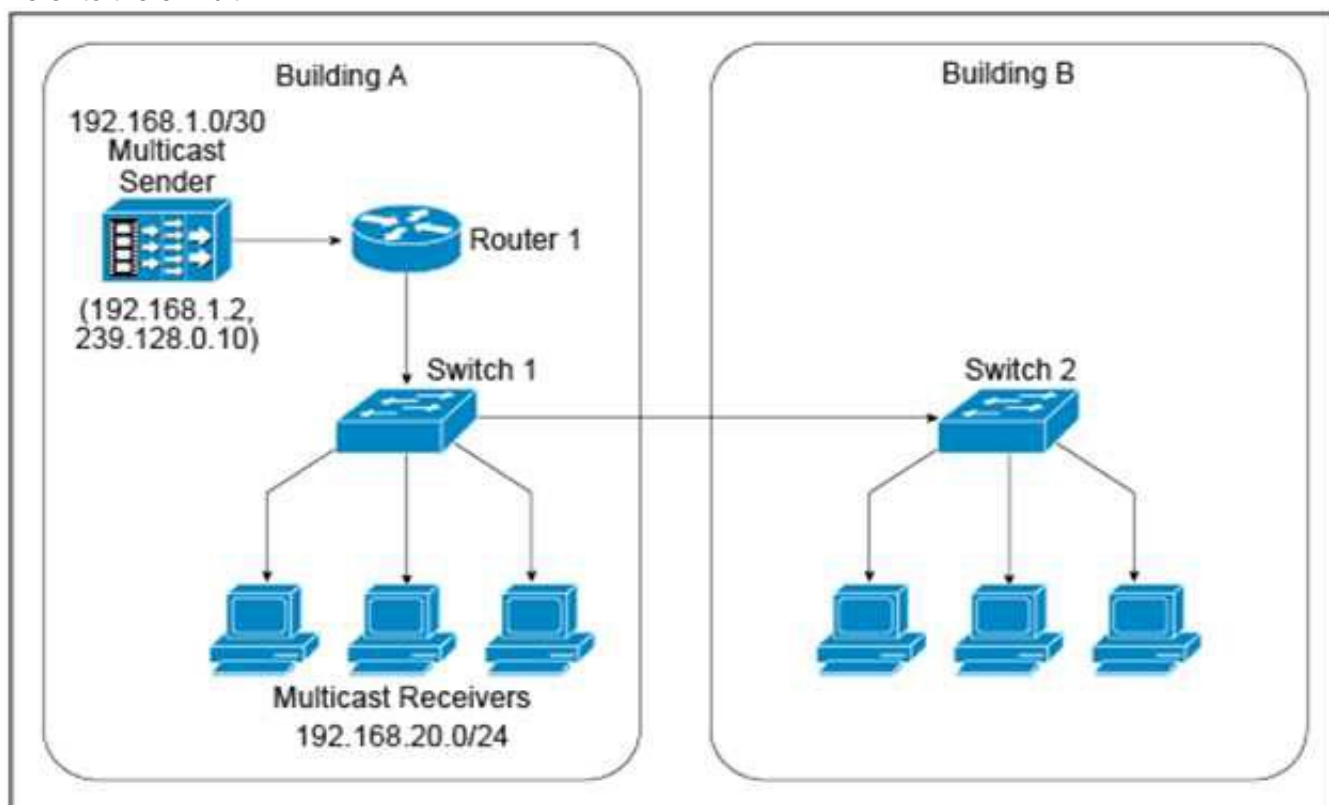 Building A
192.168.1.0/30
Multicast
Sender
Router 1
(192.168.1.2,
239.128.0.10)
Switch 1
Multicast Receivers
192.168.20.0/24
Building B
Switch 2